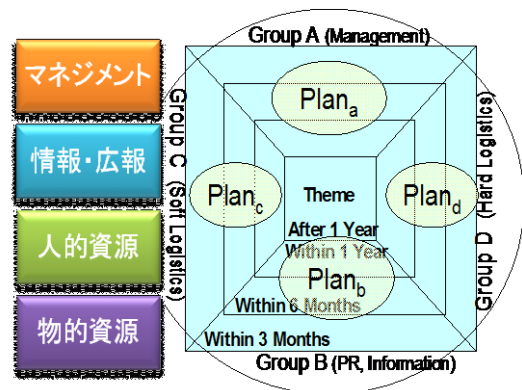 マネジメント
情報・広報
人的資源
物的資源
Group A (Management)
Group C (Soft Logistics)
Plana
Planc
Theme
Pland
Group D (Hard Logistics)
After 1 Year
Within 1 Year
Planb
Within 6 Months
Within 3 Months
Group B (PR, Information)